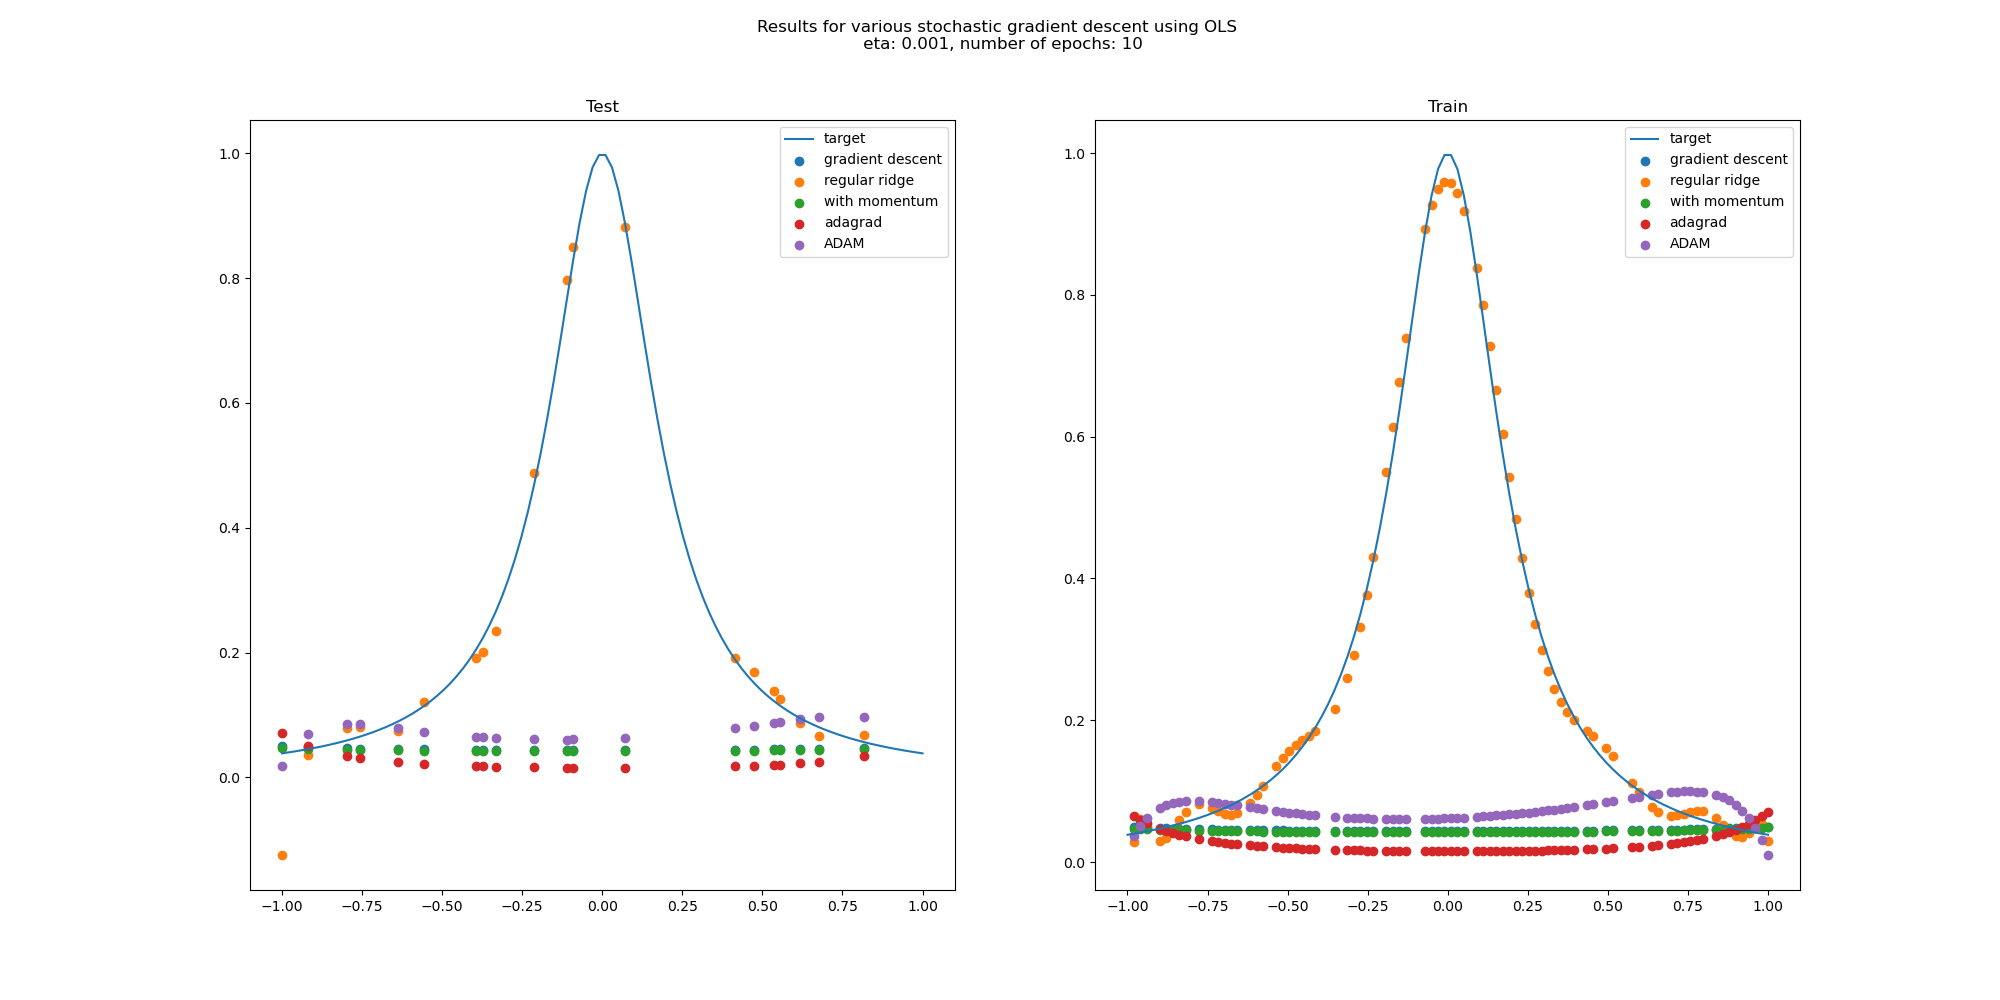 Results for various stochastic gradient descent using OLS
eta: 0.001, number of epochs: 10
Test
target
gradient descent
regular ridge
with momentum
adagrad
ADAM
1.0
0.8
0.6
0.4
0.2
0.0
−1.00 −0.75 −0.50 −0.25 0.00 0.25 0.50 0.75 1.00
Train
target
gradient descent
regular ridge
with momentum
adagrad
ADAM
1.0
0.8
0.6
0.4
0.2
0.0
−1.00 −0.75 −0.50 −0.25 0.00 0.25 0.50 0.75 1.00